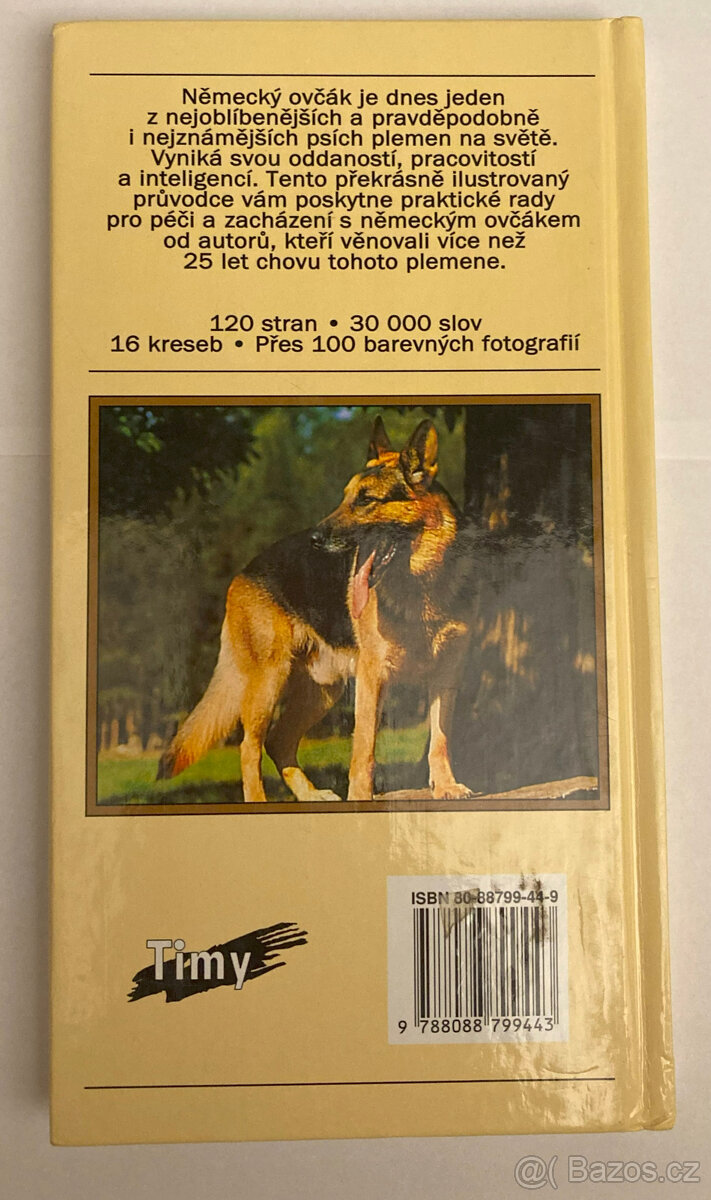 Německý ovčák je dnes jeden
z nejoblíbenějších a pravděpodobně
i nejznámějších psích plemen na světě.
Vyniká svou oddaností, pracovitostí
a inteligencí. Tento překrásně ilustrovaný
průvodce vám poskytne praktické rady
pro péči a zacházení s německým ovčákem
od autorů, kteří věnovali více než
25 let chovu tohoto plemene.
120 stran • 30 000 slov
16 kreseb • Přes 100 barevných fotografií
ISBN 80-88799-44-9
Timy
9 788088 799443
@( Bazos.cz